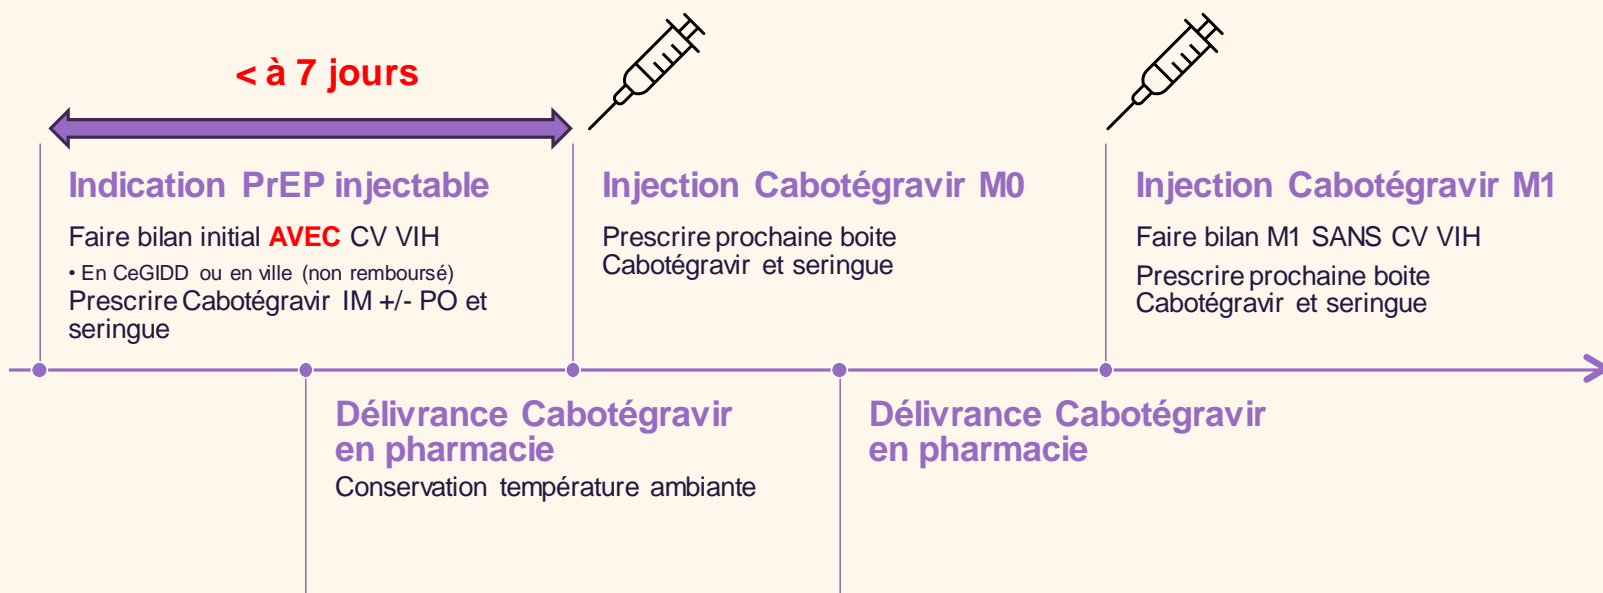 < à 7 jours
Indication PrEP injectable
Faire bilan initial AVEC CV VIH
• En CeGIDD ou en ville (non remboursé)
Prescrire Cabotégravir IM +/- PO et
seringue
Injection Cabotégravir M0
Prescrire prochaine boite
Cabotégravir et seringue
Injection Cabotégravir M1
Faire bilan M1 SANS CV VIH
Prescrire prochaine boite
Cabotégravir et seringue
Délivrance Cabotégravir
en pharmacie
Conservation température ambiante
Délivrance Cabotégravir
en pharmacie